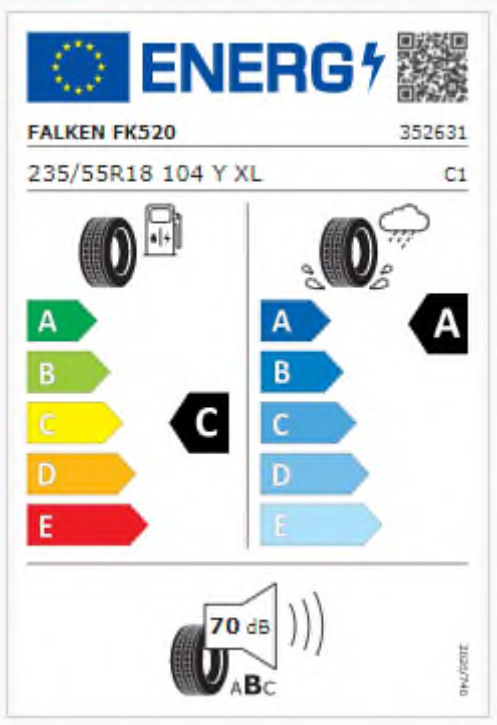 ENERG
FALKEN FK520 352631
235/55R18 104 Y XL C1
A A A
B B
C C C
D D
E E
70 dB
ABC
2020/740